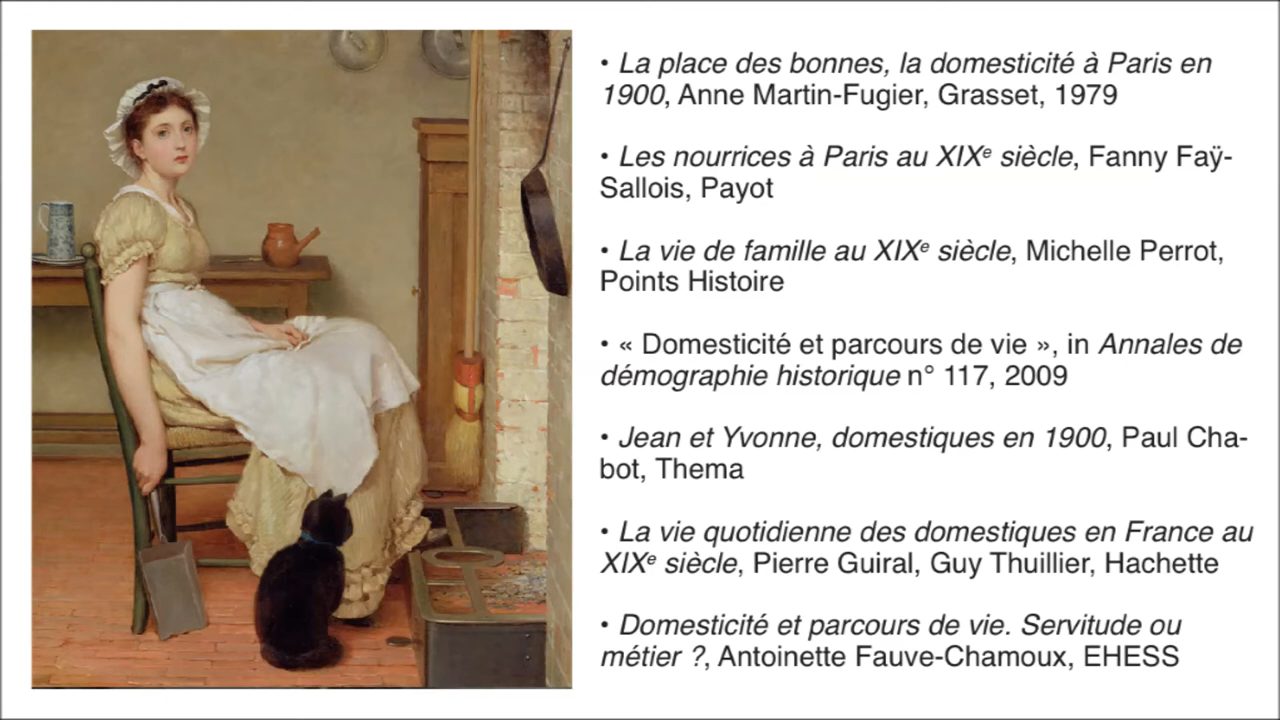 • La place des bonnes, la domesticité à Paris en
1900, Anne Martin-Fugier, Grasset, 1979
• Les nourrices à Paris au XIXe siècle, Fanny Faÿ-
Sallois, Payot
• La vie de famille au XIXe siècle, Michelle Perrot,
Points Histoire
• « Domesticité et parcours de vie », in Annales de
démographie historique n° 117, 2009
• Jean et Yvonne, domestiques en 1900, Paul Cha-
bot, Thema
• La vie quotidienne des domestiques en France au
XIXe siècle, Pierre Guiral, Guy Thuillier, Hachette
• Domesticité et parcours de vie. Servitude ou
métier ?, Antoinette Fauve-Chamoux, EHESS